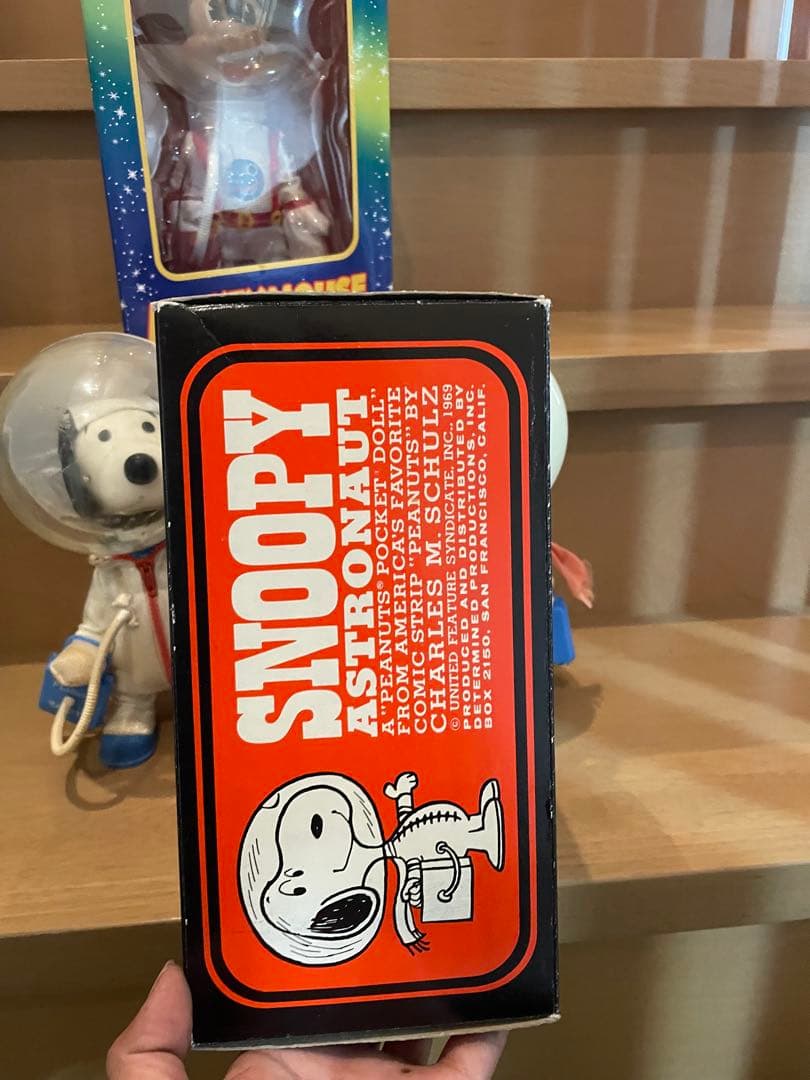 SNOOPY
ASTRONAUT
A "PEANUTS® POCKET DOLL"
FROM AMERICA'S FAVORITE
COMIC STRIP "PEANUTS" BY
CHARLES M. SCHULZ
© UNITED FEATURE SYNDICATE, INC., 1969
PRODUCED AND DISTRIBUTED BY
DETERMINED PRODUCTIONS, INC.
BOX 2150, SAN FRANCISCO, CALIF.
MOUSE